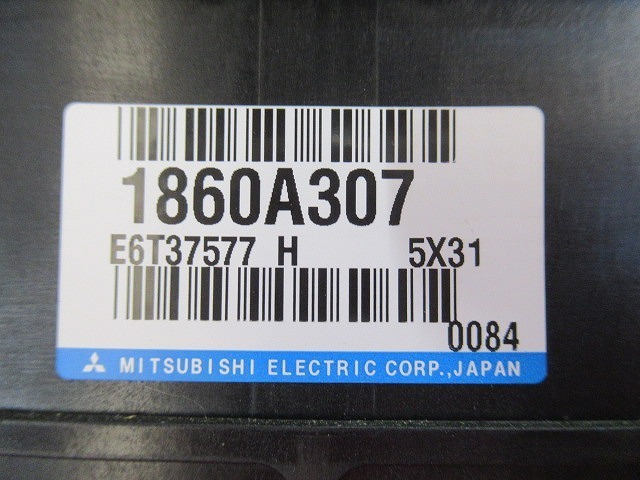 1860A307
E6T37577 H 5X31
0084
MITSUBISHI ELECTRIC CORP.,JAPAN